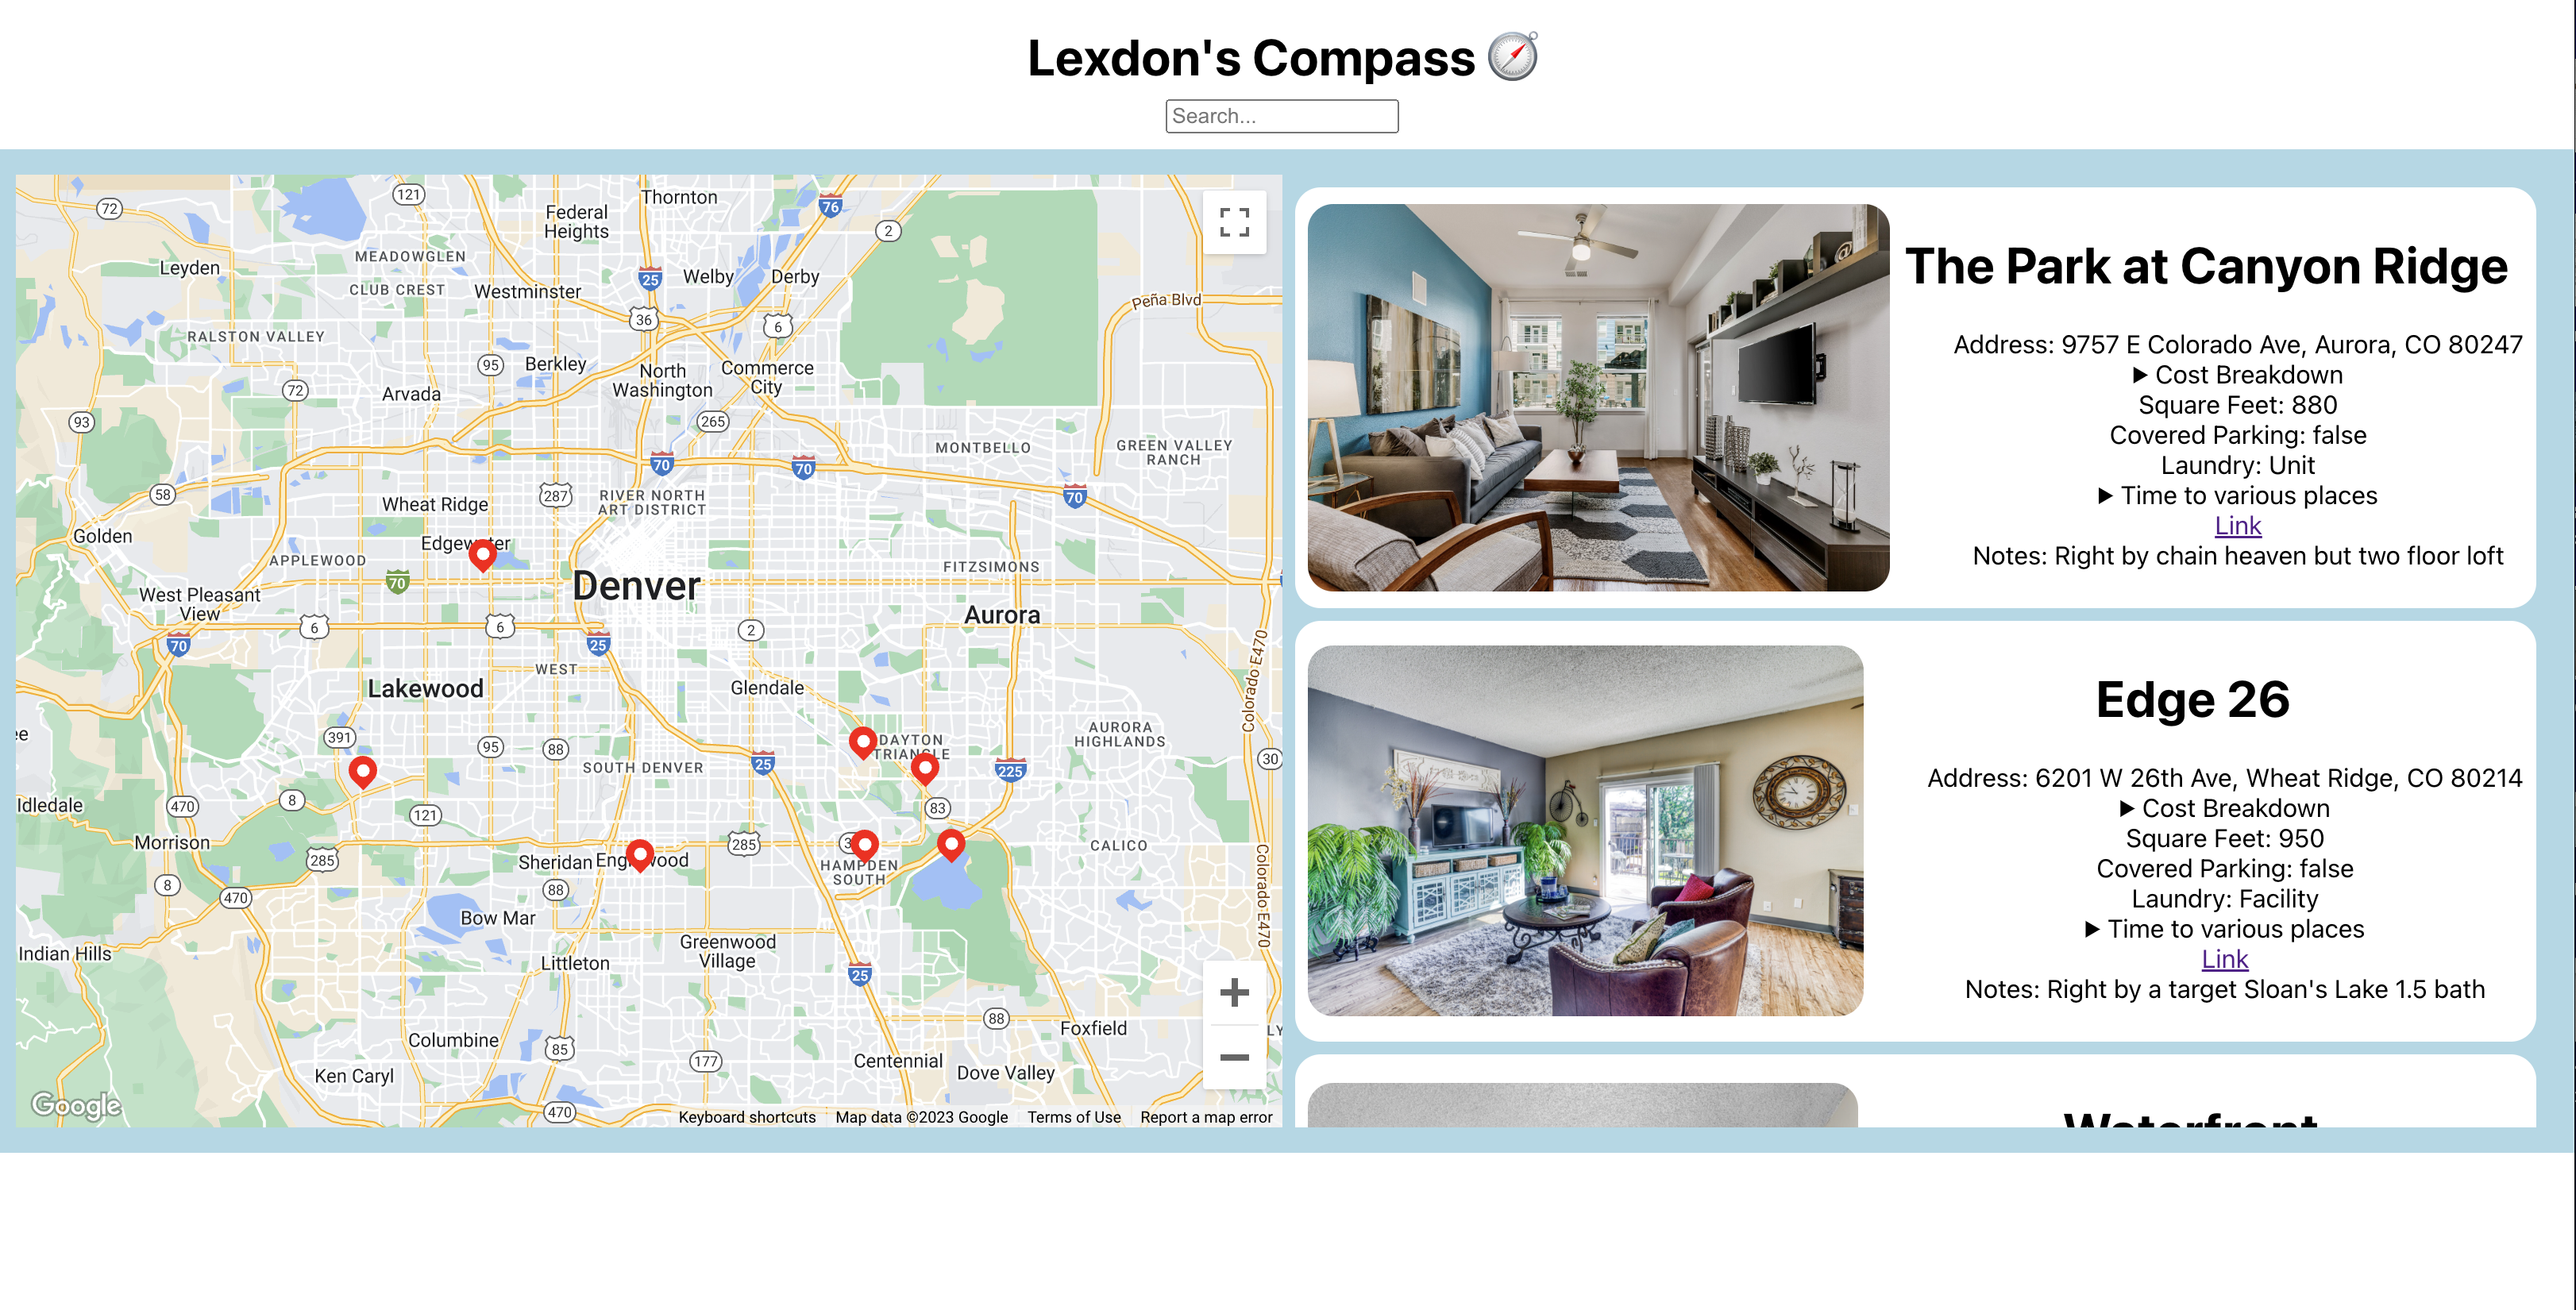 Lexdon's Compass
Search...
72
121
Thornton
76
Federal
Heights
2
Leyden
MEADOWGLEN
CLUB CREST
Westminster
25
Welby
Derby
Peña Blvd
36
6
RALSTON VALLEY
95
Berkley
North
Washington
Commerce
City
72
Arvada
93
265
MONTBELLO
GREEN VALLEY
RANCH
70
70
70
58
Wheat Ridge
287
RIVER NORTH
ART DISTRICT
Golden
Edgewater
APPLEWOOD
70
Denver
FITZSIMONS
West Pleasant
View
Aurora
6
6
2
70
25
WEST
Colorado E470
Lakewood
Glendale
391
95
88
DAYTON
TRIANGLE
AURORA
HIGHLANDS
SOUTH DENVER
25
225
30
Idledale
470
8
121
83
Morrison
285
Sheridan
Englewood
285
HAMPDEN
SOUTH
CALICO
8
470
88
Bow Mar
Colorado E470
Indian Hills
Greenwood
Village
Littleton
25
88
Foxfield
Columbine
85
177
Centennial
Dove Valley
Ken Caryl
470
Google
Keyboard shortcuts
Map data ©2023 Google
Terms of Use
Report a map error
The Park at Canyon Ridge
Address: 9757 E Colorado Ave, Aurora, CO 80247
▶ Cost Breakdown
Square Feet: 880
Covered Parking: false
Laundry: Unit
▶ Time to various places
Link
Notes: Right by chain heaven but two floor loft
Edge 26
Address: 6201 W 26th Ave, Wheat Ridge, CO 80214
▶ Cost Breakdown
Square Feet: 950
Covered Parking: false
Laundry: Facility
▶ Time to various places
Link
Notes: Right by a target Sloan's Lake 1.5 bath
Waterfront